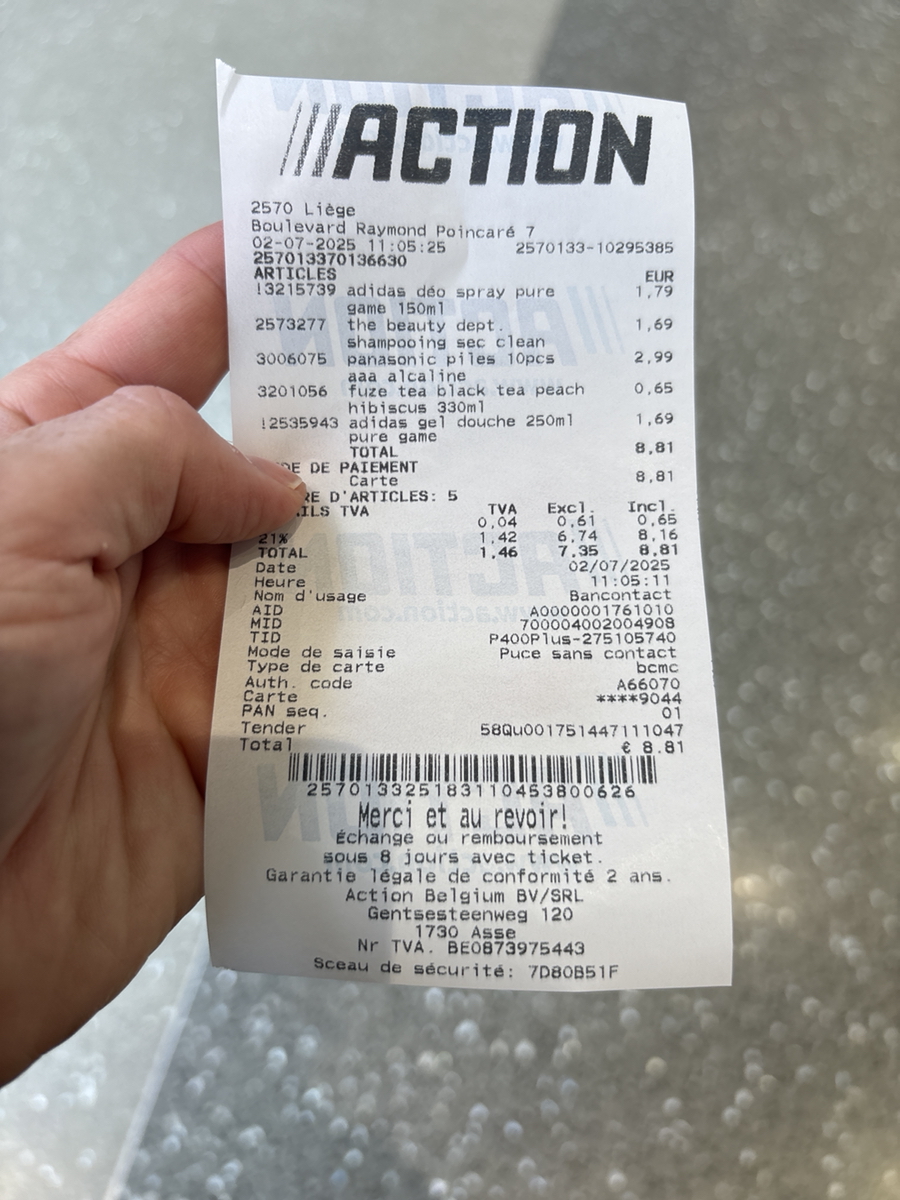 ACTION
2570 Liège
Boulevard Raymond Poincaré 7
02-07-2025 11:05:25 2570133-10295385
257013370136630
ARTICLES EUR
!3215739 adidas déo spray pure 1,79
game 150ml
2573277 the beauty dept. 1,69
shampooing sec clean
3006075 panasonic piles 10pcs 2,99
aaa alcaline
3201056 fuze tea black tea peach 0,65
hibiscus 330ml
!2535943 adidas gel douche 250ml 1,69
pure game
TOTAL 8,81
DE DE PAIEMENT
Carte 8,81
RE D'ARTICLES: 5
ILS TVA TVA Excl. Incl.
0,04 0,61 0,65
21% 1,42 6,74 8,16
TOTAL 1,46 7,35 8,81
Date 02/07/2025
Heure 11:05:11
Nom d'usage Bancontact
AID A0000001761010
MID 700004002004908
TID P400Plus-275105740
Mode de saisie Puce sans contact
Type de carte bcmc
Auth. code A66070
Carte ****9044
PAN seq. 01
Tender 58Qu001751447111047
Total € 8.81
2570133251831104538 00626
Merci et au revoir!
Échange ou remboursement
sous 8 jours avec ticket.
Garantie légale de conformité 2 ans.
Action Belgium BV/SRL
Gentsesteenweg 120
1730 Asse
Nr TVA. BE0873975443
Sceau de sécurité: 7D80B51F